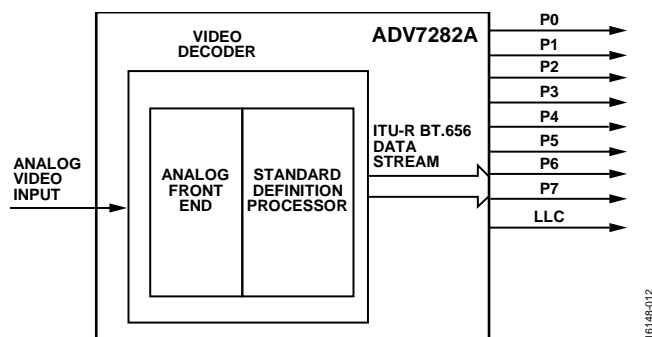 VIDEO
DECODER
ADV7282A
P0
P1
P2
P3
P4
P5
P6
P7
LLC
ITU-R BT.656
DATA
STREAM
ANALOG
VIDEO
INPUT
ANALOG
FRONT
END
STANDARD
DEFINITION
PROCESSOR
16148-012